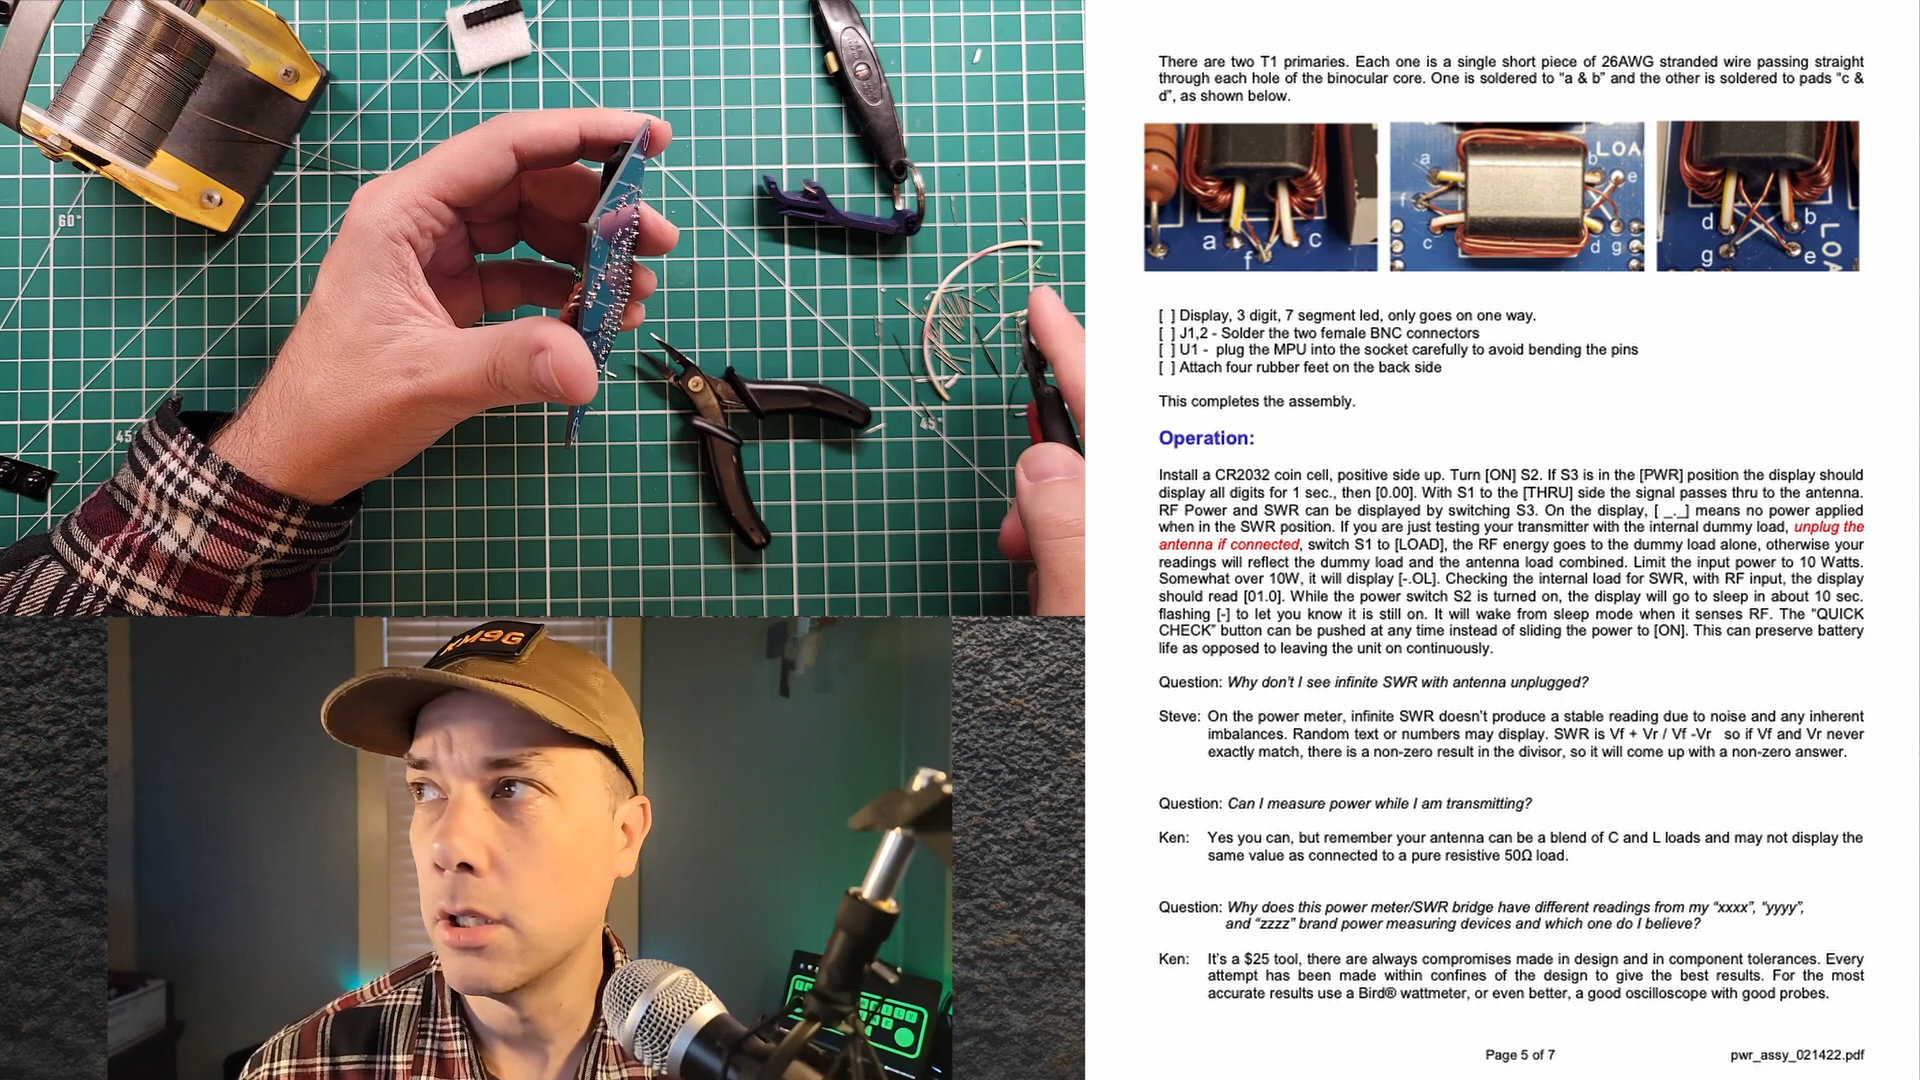 60°
45°
45°
KM9G
There are two T1 primaries. Each one is a single short piece of 26AWG stranded wire passing straight
through each hole of the binocular core. One is soldered to “a & b” and the other is soldered to pads “c &
d”, as shown below.
a
f
c
LOA
a
b
e
f
c
d
g
d
b
g
e
LOA
[ ] Display, 3 digit, 7 segment led, only goes on one way.
[ ] J1,2 - Solder the two female BNC connectors
[ ] U1 - plug the MPU into the socket carefully to avoid bending the pins
[ ] Attach four rubber feet on the back side
This completes the assembly.
Operation:
Install a CR2032 coin cell, positive side up. Turn [ON] S2. If S3 is in the [PWR] position the display should
display all digits for 1 sec., then [0.00]. With S1 to the [THRU] side the signal passes thru to the antenna.
RF Power and SWR can be displayed by switching S3. On the display, [ _._] means no power applied
when in the SWR position. If you are just testing your transmitter with the internal dummy load, unplug the
antenna if connected, switch S1 to [LOAD], the RF energy goes to the dummy load alone, otherwise your
readings will reflect the dummy load and the antenna load combined. Limit the input power to 10 Watts.
Somewhat over 10W, it will display [-.OL]. Checking the internal load for SWR, with RF input, the display
should read [01.0]. While the power switch S2 is turned on, the display will go to sleep in about 10 sec.
flashing [-] to let you know it is still on. It will wake from sleep mode when it senses RF. The “QUICK
CHECK” button can be pushed at any time instead of sliding the power to [ON]. This can preserve battery
life as opposed to leaving the unit on continuously.
Question: Why don’t I see infinite SWR with antenna unplugged?
Steve: On the power meter, infinite SWR doesn’t produce a stable reading due to noise and any inherent
imbalances. Random text or numbers may display. SWR is Vf + Vr / Vf -Vr so if Vf and Vr never
exactly match, there is a non-zero result in the divisor, so it will come up with a non-zero answer.
Question: Can I measure power while I am transmitting?
Ken: Yes you can, but remember your antenna can be a blend of C and L loads and may not display the
same value as connected to a pure resistive 50Ω load.
Question: Why does this power meter/SWR bridge have different readings from my “xxxx”, “yyyy”,
and “zzzz” brand power measuring devices and which one do I believe?
Ken: It’s a $25 tool, there are always compromises made in design and in component tolerances. Every
attempt has been made within confines of the design to give the best results. For the most
accurate results use a Bird® wattmeter, or even better, a good oscilloscope with good probes.
Page 5 of 7
pwr_assy_021422.pdf